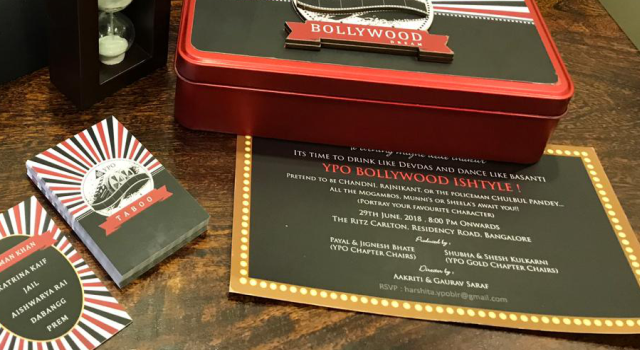 BOLLYWOOD
YPO
TABOO
MAN KHAN
KATRINA KAIF
JAIL
AISHWARYA RAI
DABANGG
PREM
ITS TIME TO DRINK LIKE DEVDAS AND DANCE LIKE BASANTI
YPO BOLLYWOOD ISHTYLE !
PRETEND TO BE CHANDNI, RAJNIKANT, OR THE POLICEMAN CHULBUL PANDEY...
ALL THE MOGAMBOS, MUNNI'S OR SHEILA'S AWAIT YOU!!
(PORTRAY YOUR FAVOURITE CHARACTER)
29TH JUNE, 2018 , 8:00 PM ONWARDS
THE RITZ CARLTON, RESIDENCY ROAD, BANGALORE
Produced by :
PAYAL & JIGNESH BHATE
(YPO CHAPTER CHAIRS)
SHUBHA & SHESH KULKARNI
(YPO GOLD CHAPTER CHAIRS)
Direction by :
AAKRITI & GAURAV SARAF
RSVP : harshita.ypoblr@gmail.com